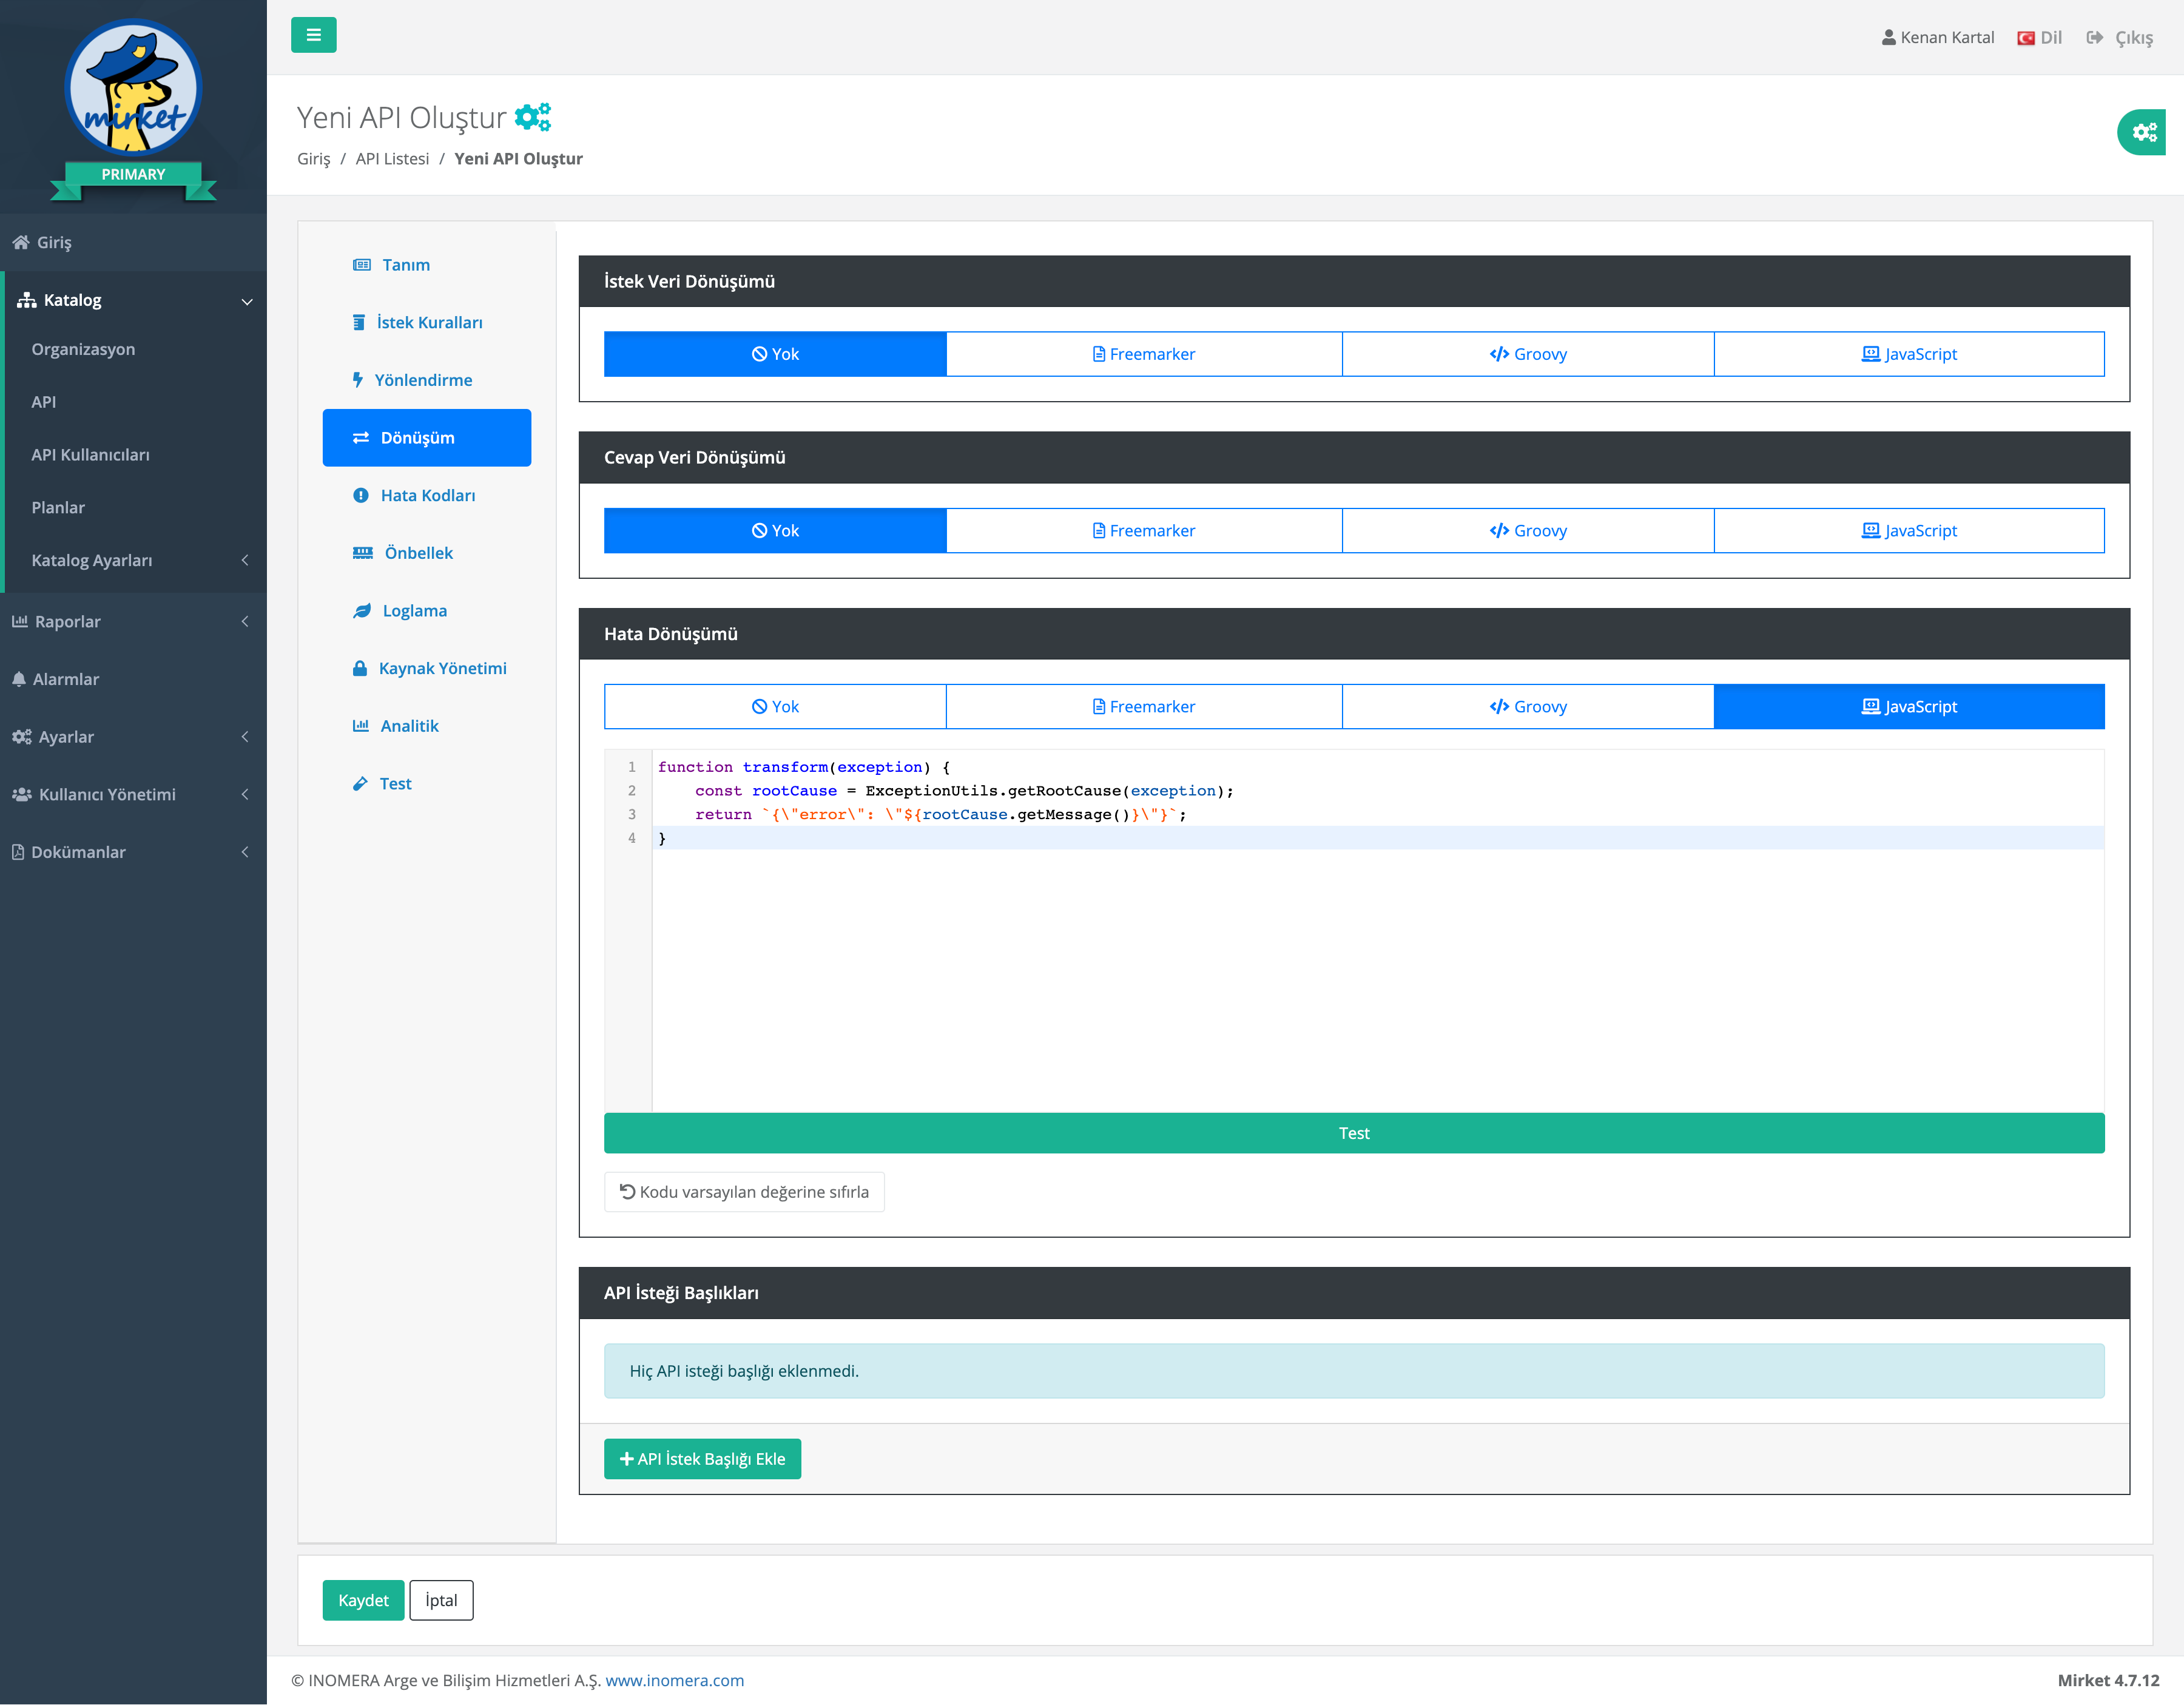 mirket
PRIMARY
Giriş
Katalog
Organizasyon
API
API Kullanıcıları
Planlar
Katalog Ayarları
Raporlar
Alarmlar
Ayarlar
Kullanıcı Yönetimi
Dokümanlar
Kenan Kartal
Dil
Çıkış
Yeni API Oluştur
Giriş / API Listesi / Yeni API Oluştur
Tanım
İstek Kuralları
Yönlendirme
Dönüşüm
Hata Kodları
Önbellek
Loglama
Kaynak Yönetimi
Analitik
Test
İstek Veri Dönüşümü
Yok Freemarker Groovy JavaScript
Cevap Veri Dönüşümü
Yok Freemarker Groovy JavaScript
Hata Dönüşümü
Yok Freemarker Groovy JavaScript
1 function transform(exception) {
2     const rootCause = ExceptionUtils.getRootCause(exception);
3     return `{\"error\": \"${rootCause.getMessage()}\"}`;
4 }
Test
Kodu varsayılan değerine sıfırla
API İsteği Başlıkları
Hiç API isteği başlığı eklenmedi.
API İstek Başlığı Ekle
Kaydet İptal
© INOMERA Arge ve Bilişim Hizmetleri A.Ş. www.inomera.com
Mirket 4.7.12